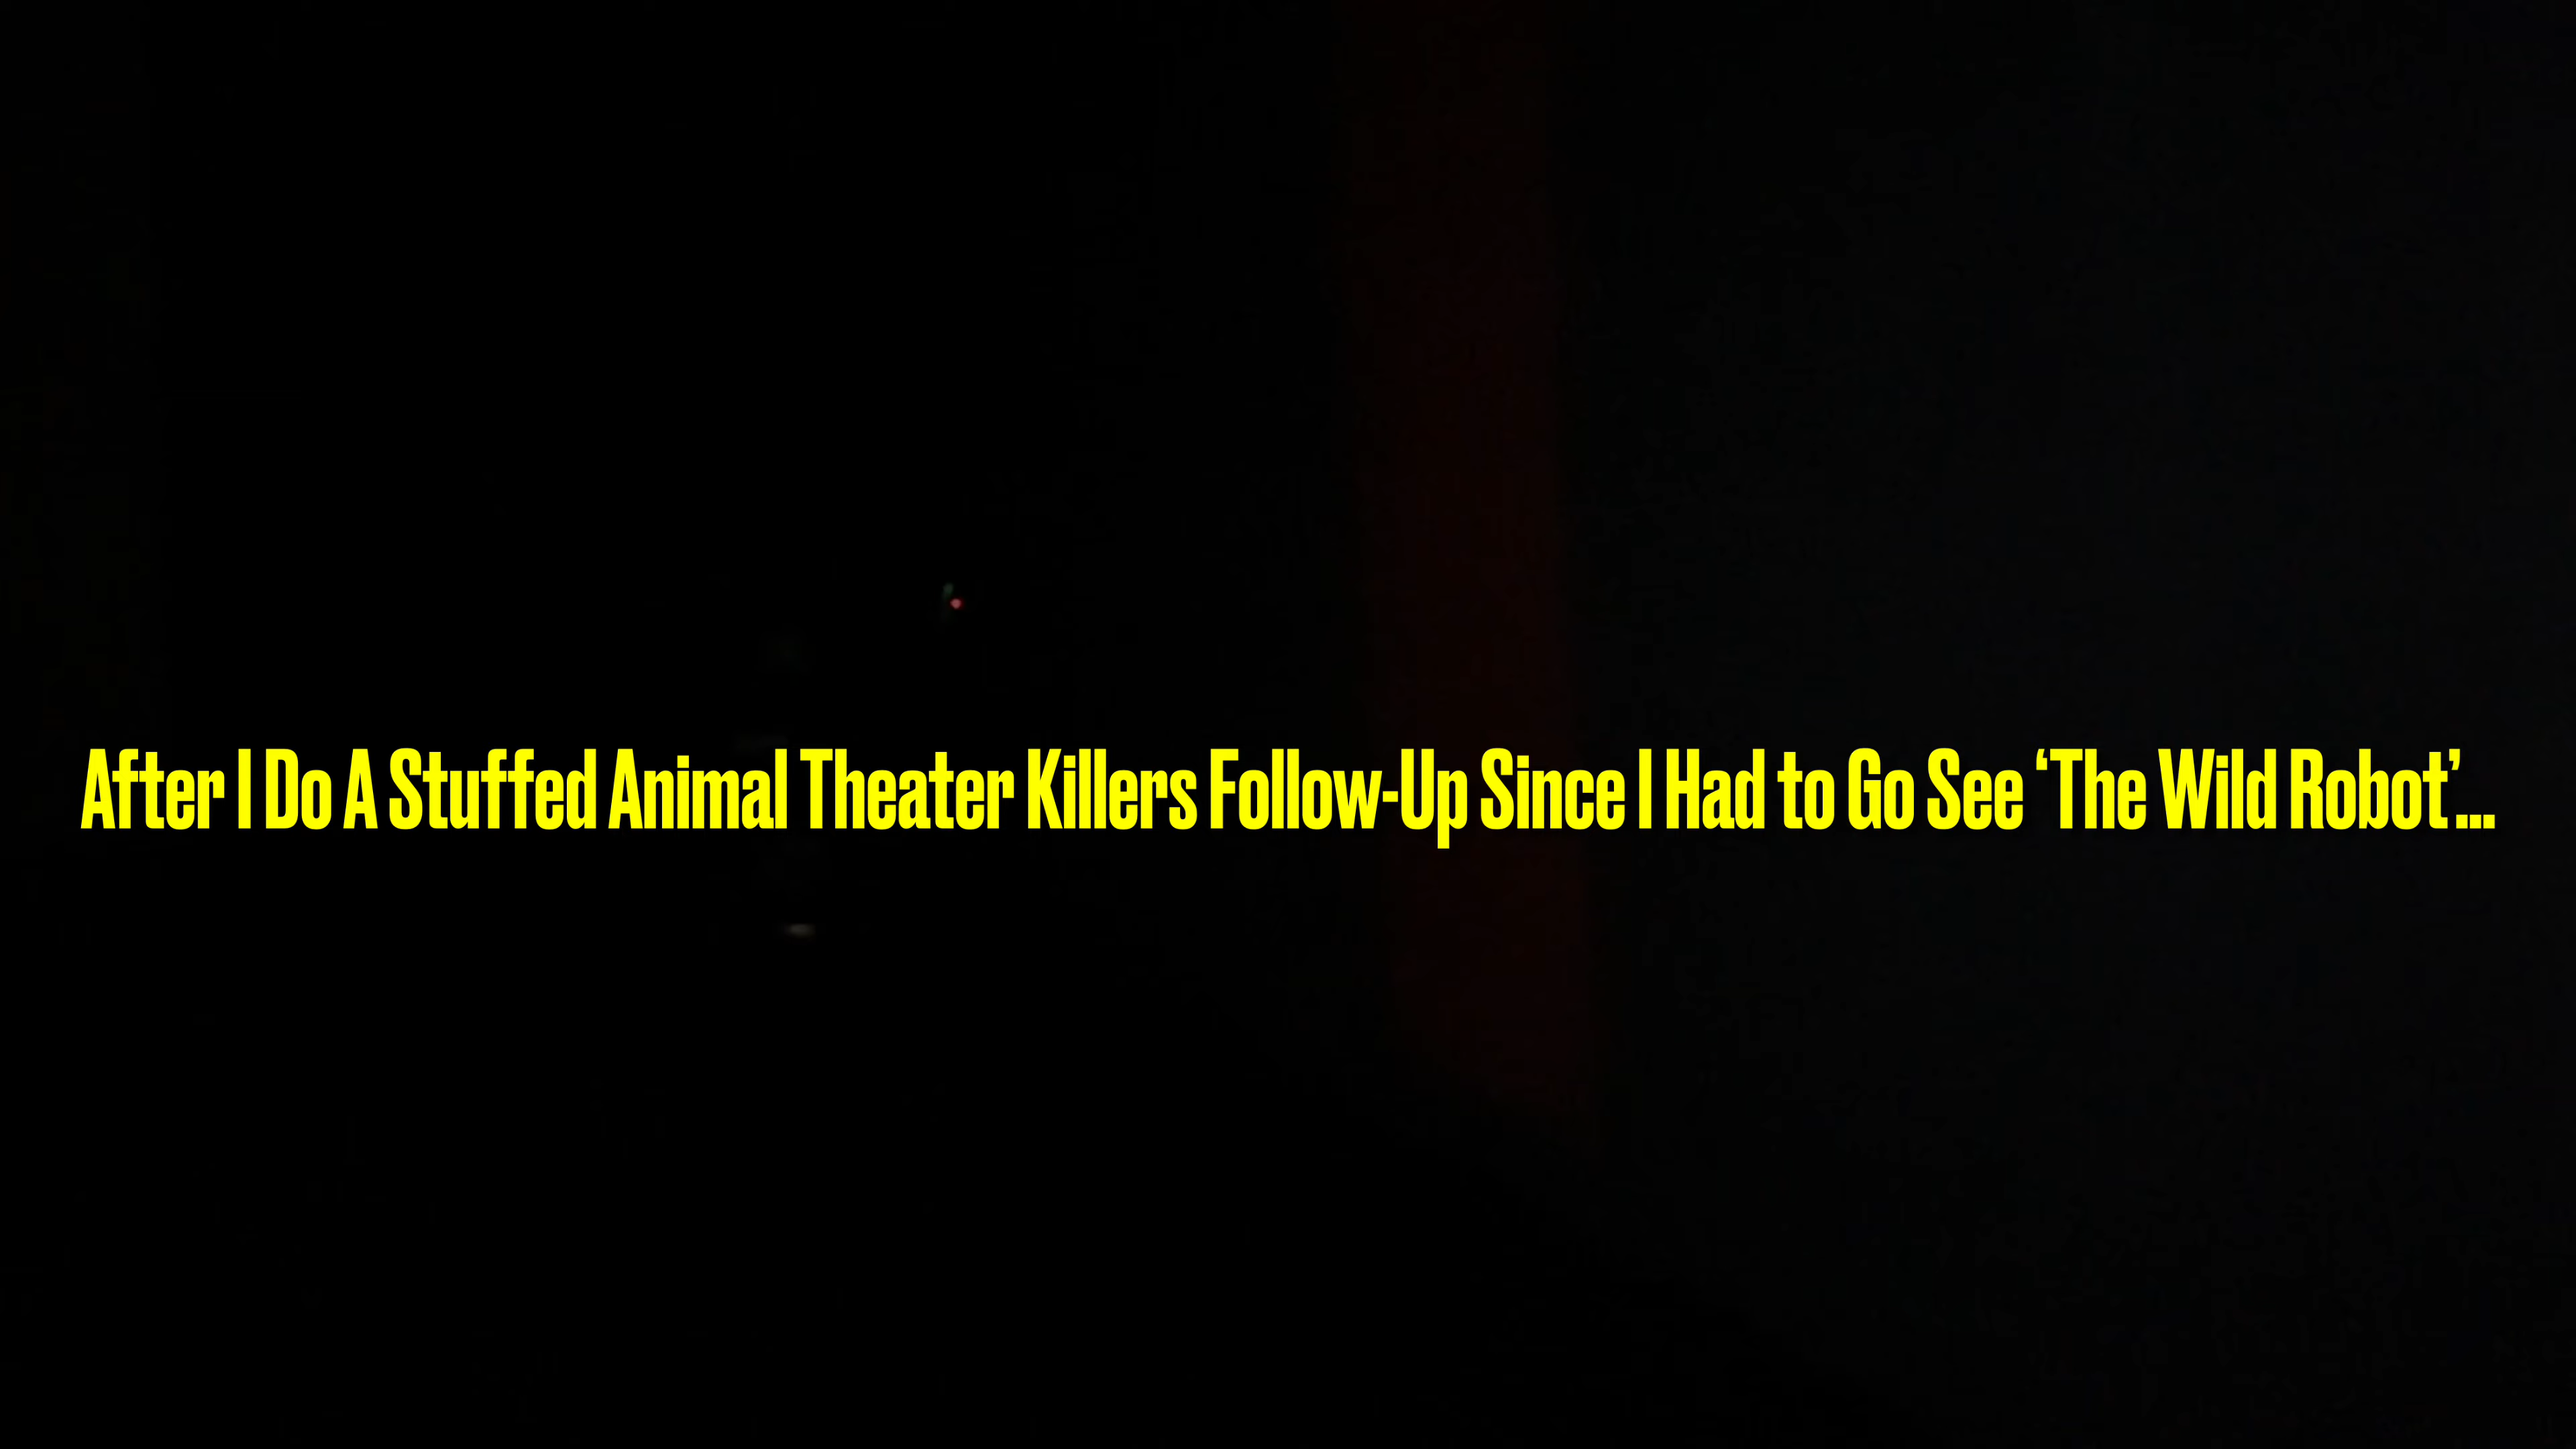 After I Do A Stuffed Animal Theater Killers Follow-Up Since I Had to Go See ‘The Wild Robot’...